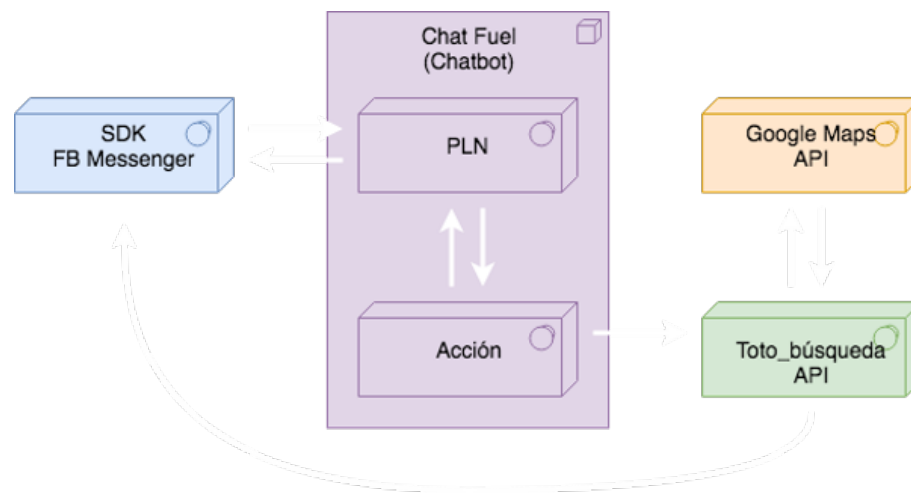 Chat Fuel
(Chatbot)
SDK
FB Messenger
PLN
Google Maps
API
Acción
Toto_búsqueda
API